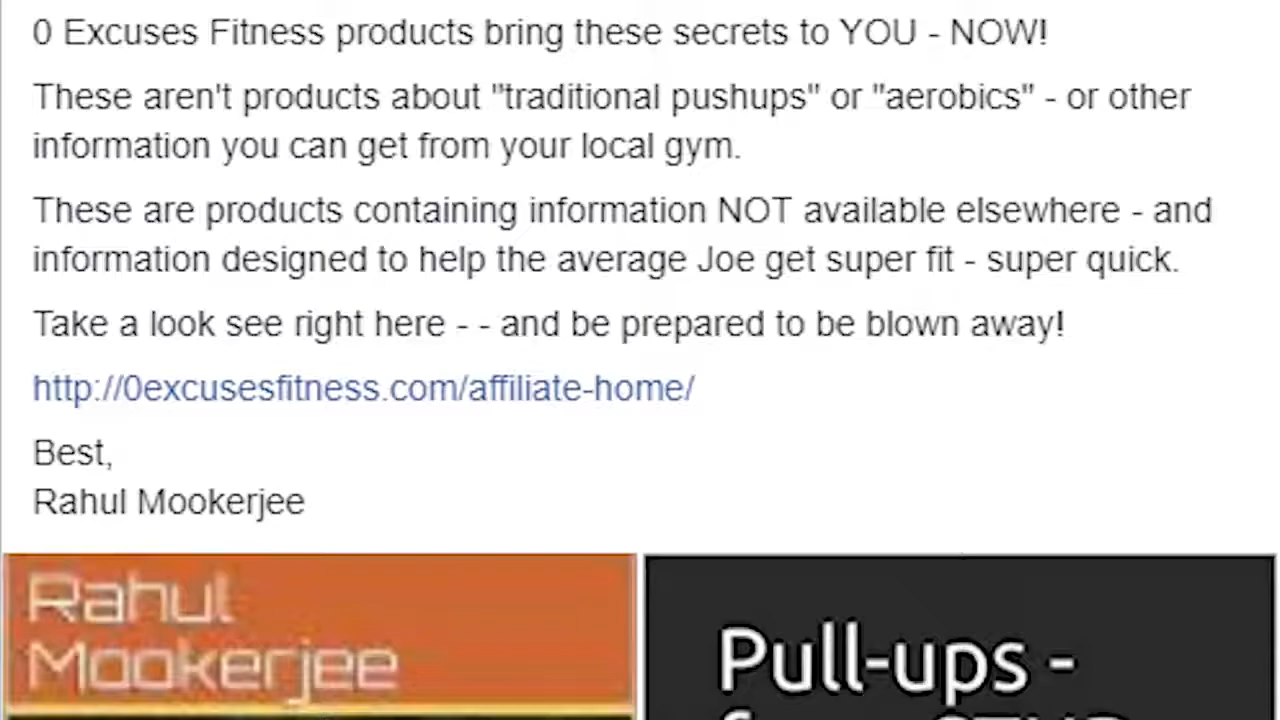 0 Excuses Fitness products bring these secrets to YOU - NOW!
These aren't products about "traditional pushups" or "aerobics" - or other
information you can get from your local gym.
These are products containing information NOT available elsewhere - and
information designed to help the average Joe get super fit - super quick.
Take a look see right here - - and be prepared to be blown away!
http://0excusesfitness.com/affiliate-home/
Best,
Rahul Mookerjee
Rahul
Mookerjee
Pull-ups -